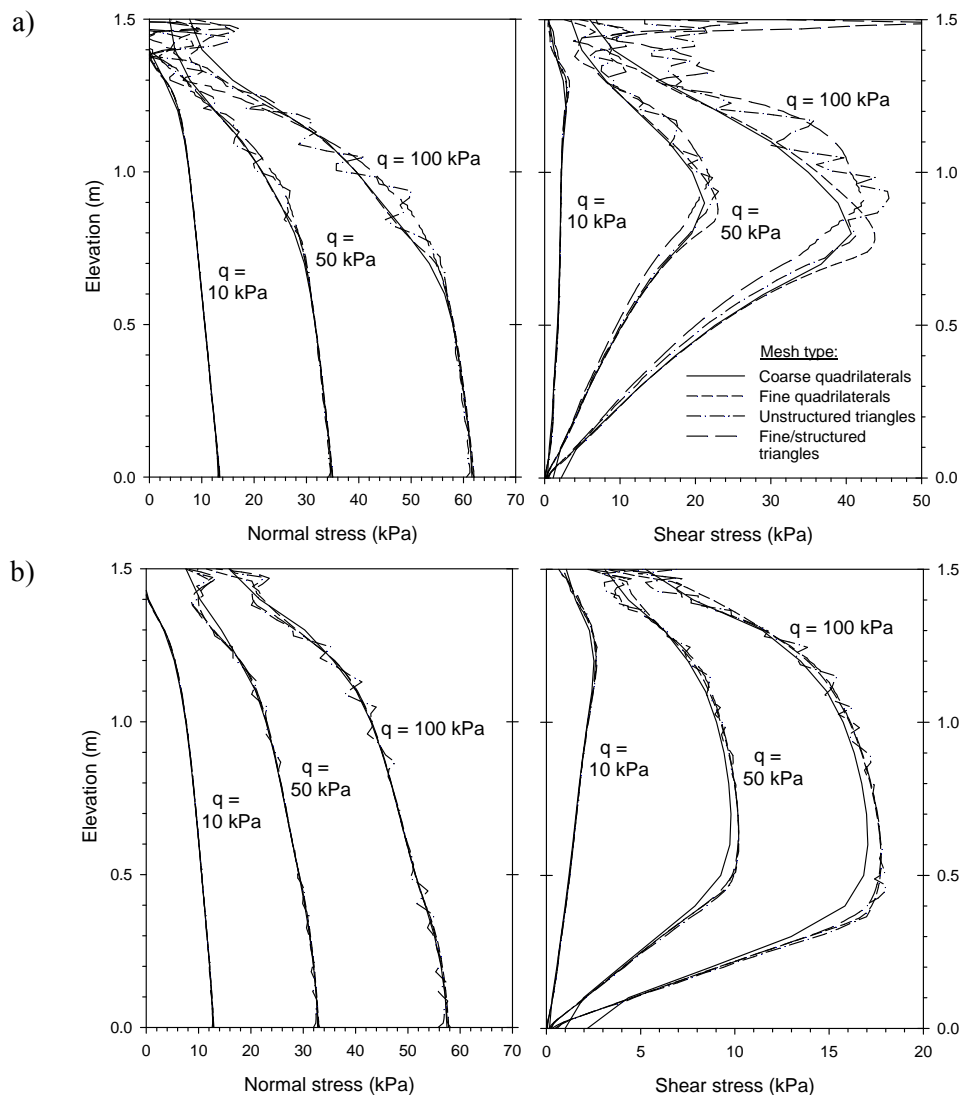 a)
1.5
1.0
0.5
0.0
Elevation (m)
0 10 20 30 40 50 60 70
Normal stress (kPa)
q = 100 kPa
q =
50 kPa
q =
10 kPa
1.5
1.0
0.5
0.0
0 10 20 30 40 50
Shear stress (kPa)
q = 100 kPa
q =
10 kPa
q =
50 kPa
Mesh type:
Coarse quadrilaterals
Fine quadrilaterals
Unstructured triangles
Fine/structured
triangles
b)
1.5
1.0
0.5
0.0
Elevation (m)
0 10 20 30 40 50 60 70
Normal stress (kPa)
q = 100 kPa
q =
50 kPa
q =
10 kPa
1.5
1.0
0.5
0.0
0 5 10 15 20
Shear stress (kPa)
q = 100 kPa
q =
10 kPa
q =
50 kPa